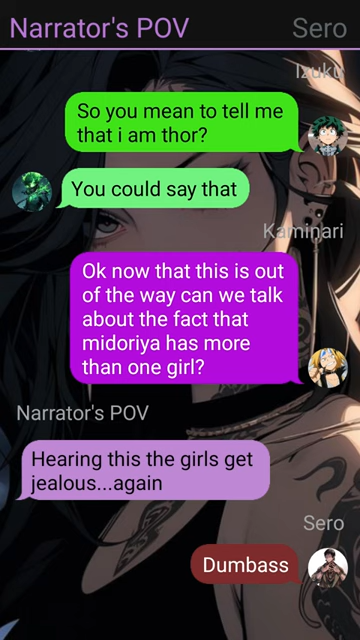 Narrator's POV Sero
Izuku
So you mean to tell me
that i am thor?
You could say that
Kaminari
Ok now that this is out
of the way can we talk
about the fact that
midoriya has more
than one girl?
Narrator's POV
Hearing this the girls get
jealous...again
Sero
Dumbass